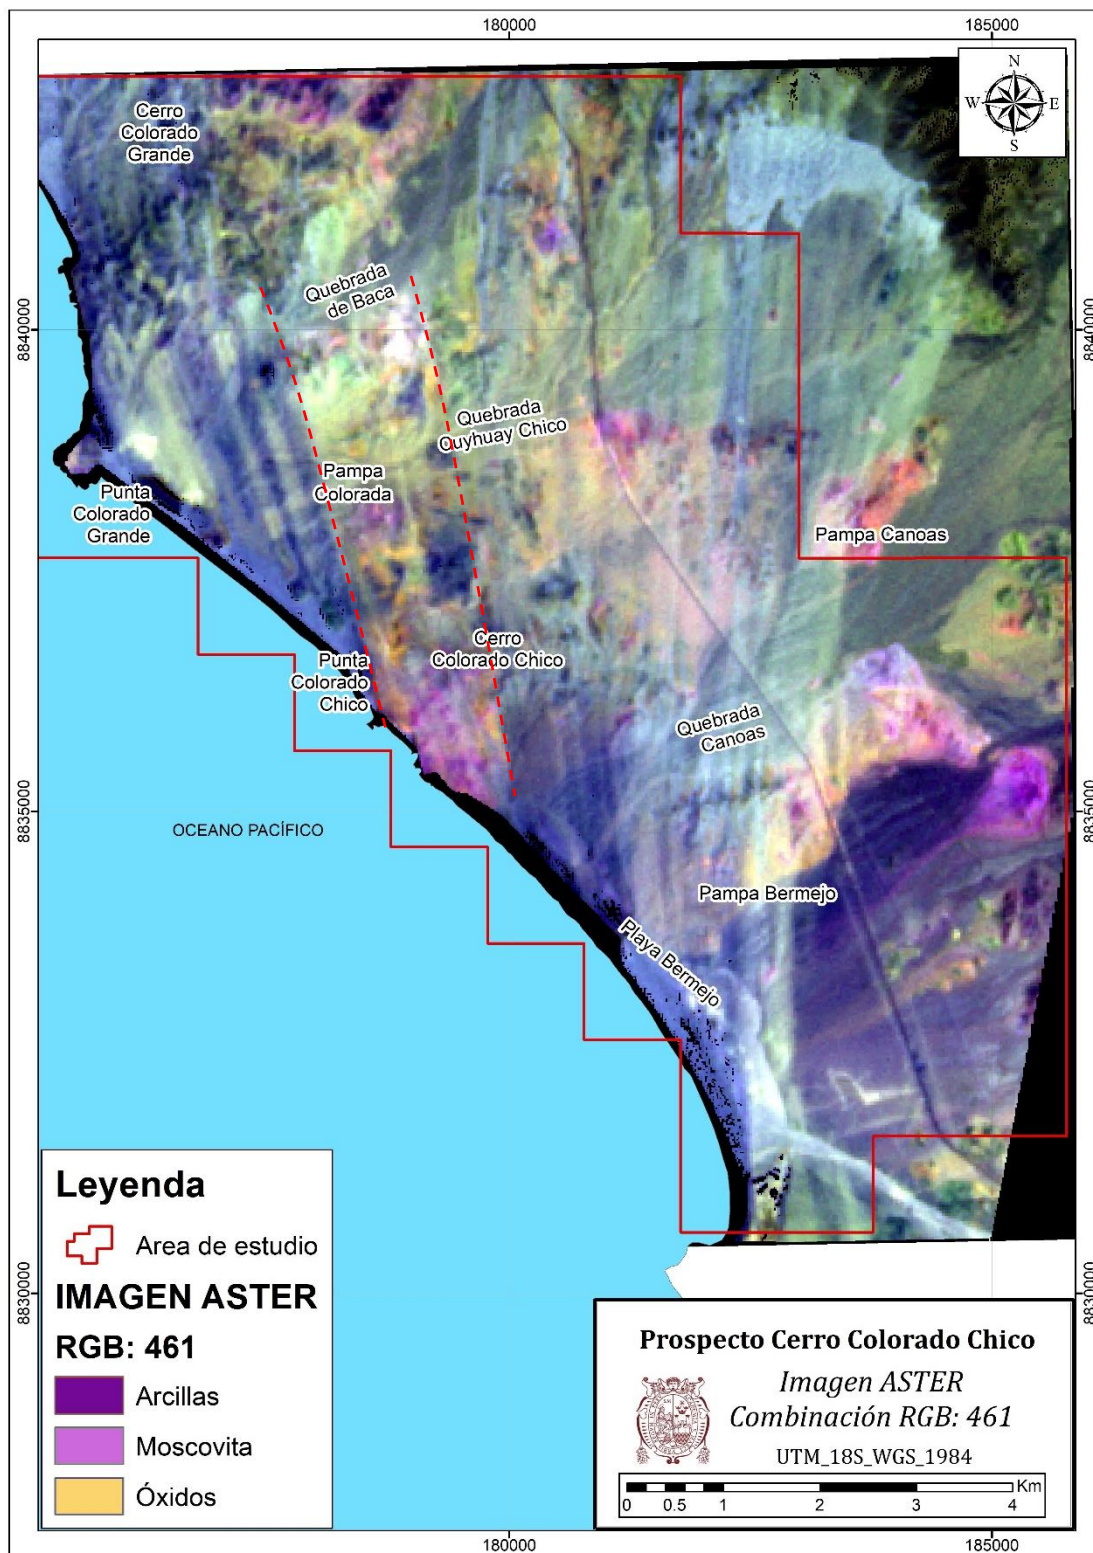 180000
185000
N
W
E
S
Cerro
Colorado
Grande
Quebrada
de Baca
8840000
8840000
Quebrada
Quyhuay Chico
Pampa
Colorada
Punta
Colorado
Grande
Pampa Canoas
Cerro
Colorado Chico
Punta
Colorado
Chico
Quebrada
Canoas
8835000
8835000
OCEANO PACÍFICO
Pampa Bermejo
Playa Bermejo
Leyenda
Area de estudio
IMAGEN ASTER
RGB: 461
Arcillas
Moscovita
Óxidos
8830000
8830000
Prospecto Cerro Colorado Chico
Imagen ASTER
Combinación RGB: 461
UTM_18S_WGS_1984
Km
0 0.5 1 2 3 4
180000
185000